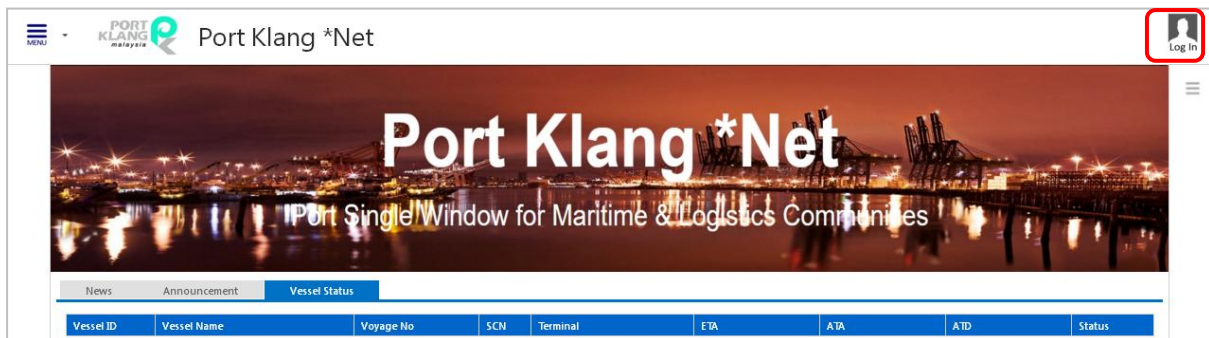 MENU
PORT
KLANG
malaysia
Port Klang *Net
Log In
Port Klang *Net
Port Single Window for Maritime & Logistics Communities
News Announcement Vessel Status
Vessel ID Vessel Name Voyage No SCN Terminal ETA ATA ATD Status